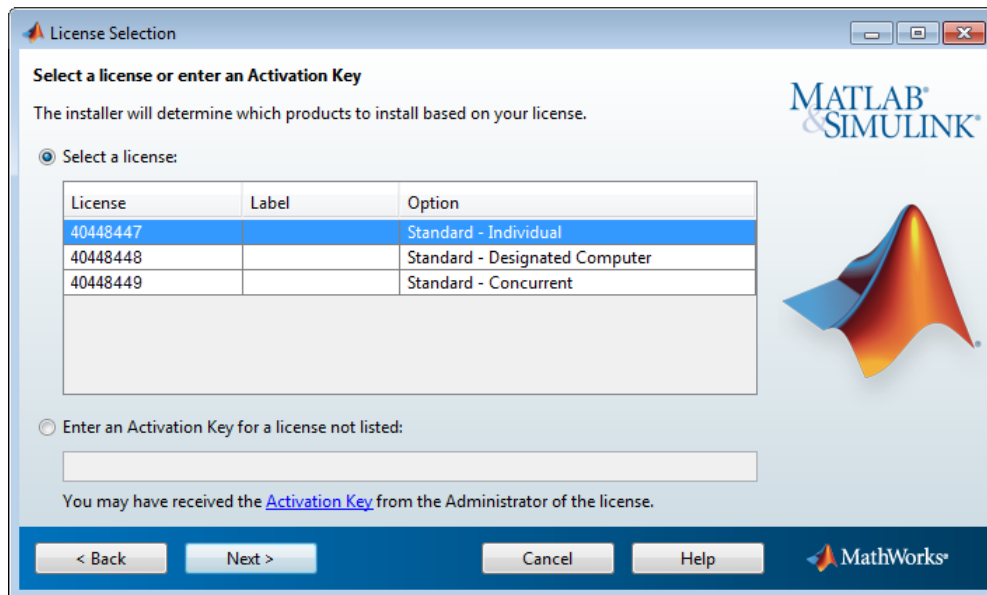 License Selection
Select a license or enter an Activation Key
The installer will determine which products to install based on your license.
MATLAB®
&SIMULINK®
Select a license:
License Label Option
40448447 Standard - Individual
40448448 Standard - Designated Computer
40448449 Standard - Concurrent
Enter an Activation Key for a license not listed:
You may have received the Activation Key from the Administrator of the license.
< Back Next > Cancel Help MathWorks®